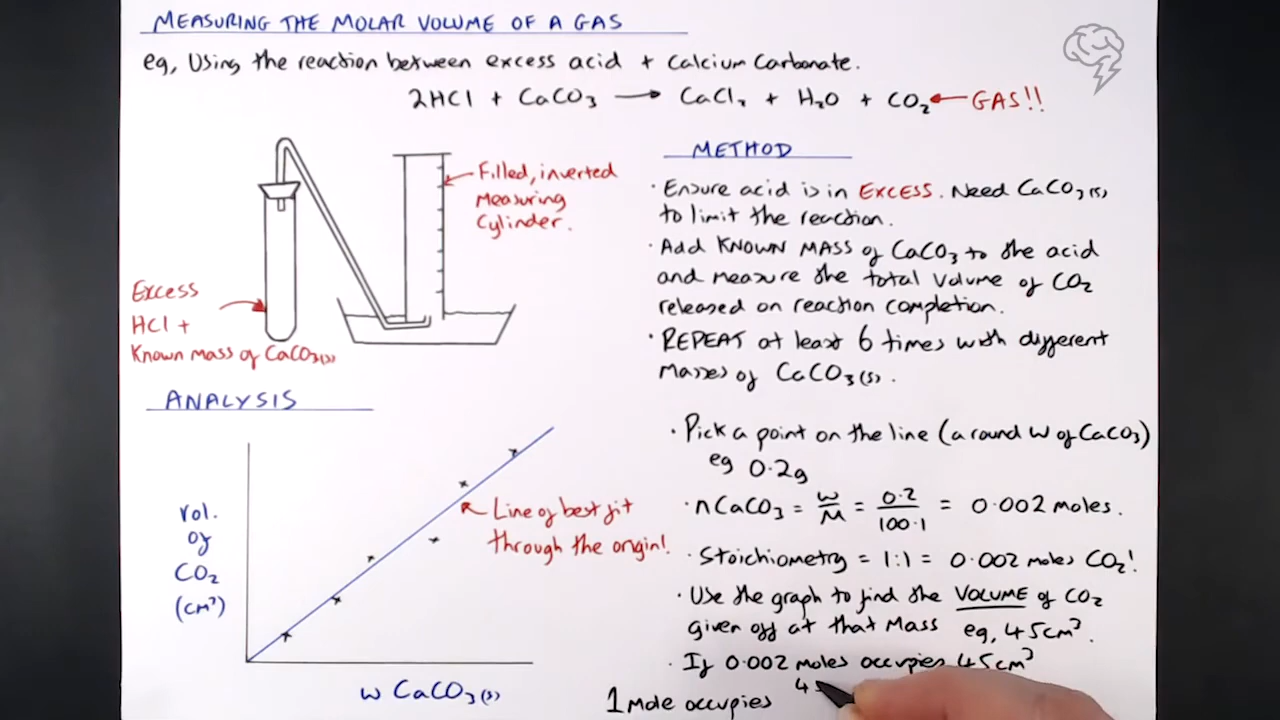 MEASURING THE MOLAR VOLUME OF A GAS
eg, Using the reaction between excess acid + Calcium Carbonate.
2HCl + CaCO₃ → CaCl₂ + H₂O + CO₂ ← GAS!!
Filled, inverted
Measuring
Cylinder.
Excess
HCl +
Known mass of CaCO₃(s)
METHOD
· Ensure acid is in EXCESS. Need CaCO₃(s)
to limit the reaction.
· Add KNOWN MASS of CaCO₃ to the acid
and measure the total volume of CO₂
released on reaction completion.
· REPEAT at least 6 times with different
Masses of CaCO₃(s).
ANALYSIS
vol.
of
CO₂
(cm³)
Line of best fit
through the origin!
w CaCO₃(s)
· Pick a point on the line (around w of CaCO₃)
eg 0.2g
· nCaCO₃ = w/M = 0.2/100.1 = 0.002 moles.
· Stoichiometry = 1:1 = 0.002 moles CO₂!
· Use the graph to find the VOLUME of CO₂
given off at that Mass eg, 45cm³.
· If 0.002 moles occupies 45cm³
1 Mole occupies 4